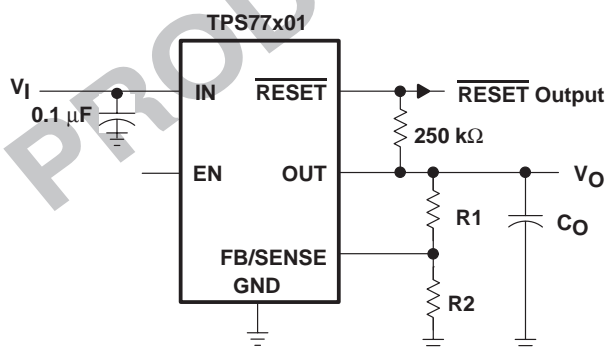 TPS77x01
PROD
VI
0.1 µF
IN
RESET
RESET Output
250 kΩ
EN
OUT
VO
R1
CO
FB/SENSE
GND
R2